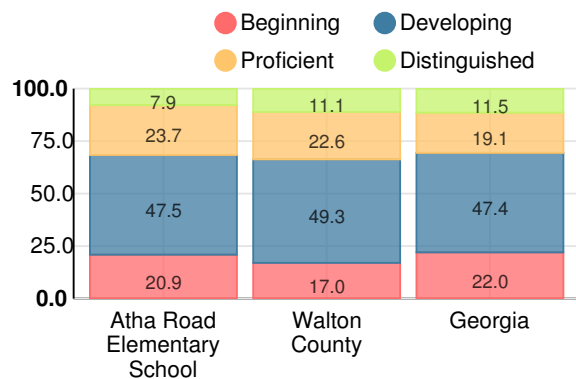 Beginning Developing
Proficient Distinguished
100.0
75.0
50.0
25.0
0.0
7.9 11.1 11.5
23.7 22.6 19.1
47.5 49.3 47.4
20.9 17.0 22.0
Atha Road
Elementary
School
Walton
County
Georgia